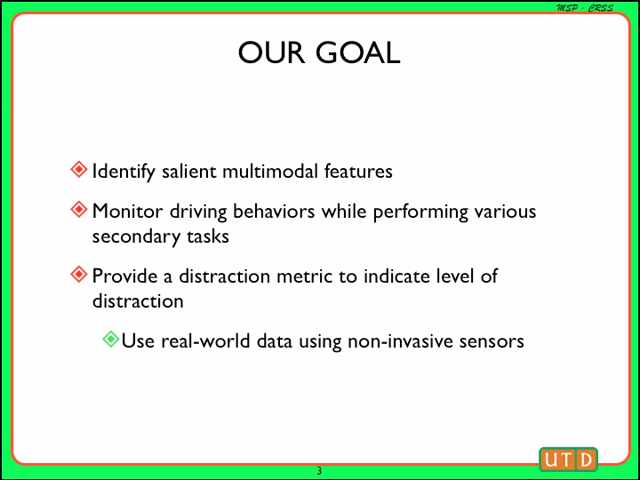 MSP - CRSS
OUR GOAL
Identify salient multimodal features
Monitor driving behaviors while performing various
secondary tasks
Provide a distraction metric to indicate level of
distraction
Use real-world data using non-invasive sensors
3
UTD